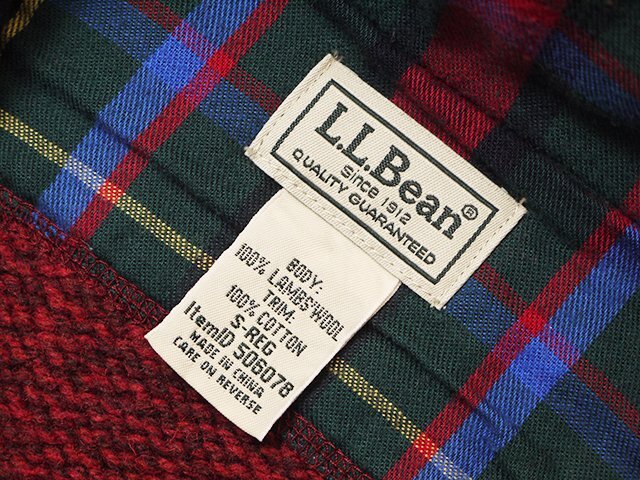 L.L.Bean®
Since 1912
QUALITY GUARANTEED
BODY:
100% LAMBSWOOL
TRIM:
100% COTTON
S-REG
ItemID 506078
MADE IN CHINA
CARE ON REVERSE